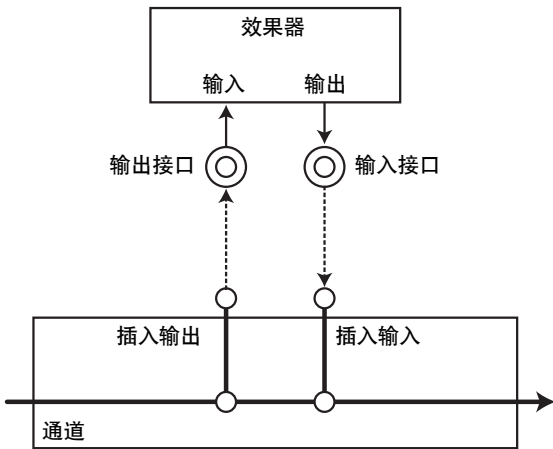 效果器
输入 输出
输出接口 输入接口
插入输出 插入输入
通道